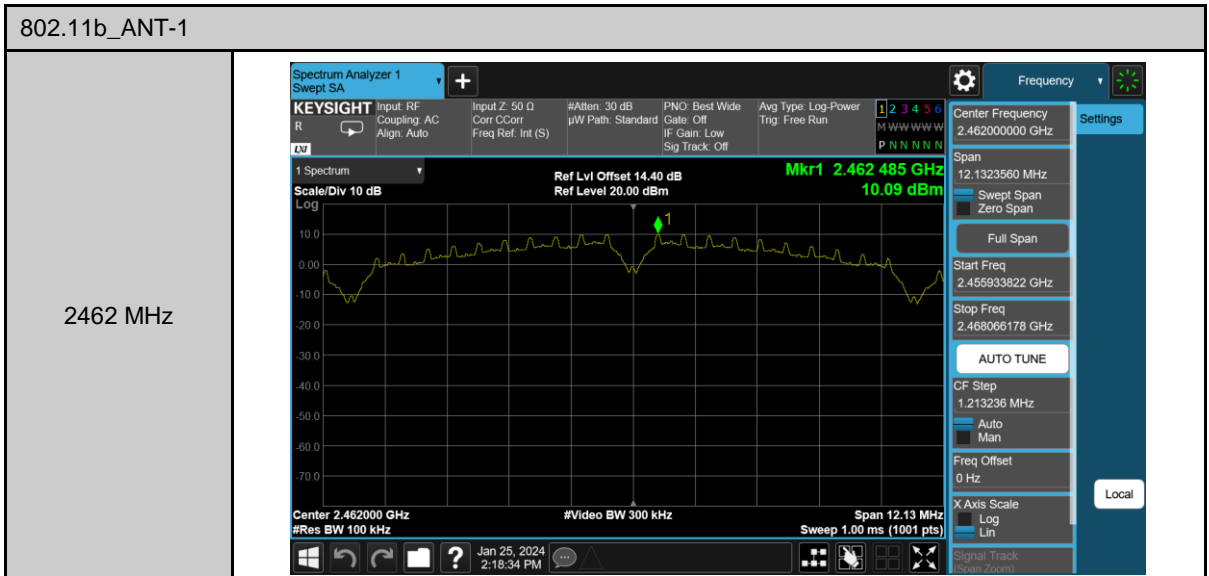 802.11b_ANT-1
2462 MHz
Spectrum Analyzer 1
Swept SA
+
Frequency
KEYSIGHT
R
LXI
Input: RF
Coupling: AC
Align: Auto
Input Z: 50 Ω
Corr CCorr
Freq Ref: Int (S)
#Atten: 30 dB
µW Path: Standard
PNO: Best Wide
Gate: Off
IF Gain: Low
Sig Track: Off
Avg Type: Log-Power
Trig: Free Run
1 2 3 4 5 6
M W W W W W
P N N N N N
1 Spectrum
Scale/Div 10 dB
Log
Ref Lvl Offset 14.40 dB
Ref Level 20.00 dBm
Mkr1 2.462 485 GHz
10.09 dBm
1
10.0
0.00
-10.0
-20.0
-30.0
-40.0
-50.0
-60.0
-70.0
Center 2.462000 GHz
#Res BW 100 kHz
#Video BW 300 kHz
Span 12.13 MHz
Sweep 1.00 ms (1001 pts)
?
Jan 25, 2024
2:18:34 PM
Center Frequency
2.462000000 GHz
Span
12.1323560 MHz
Swept Span
Zero Span
Full Span
Start Freq
2.455933822 GHz
Stop Freq
2.468066178 GHz
AUTO TUNE
CF Step
1.213236 MHz
Auto
Man
Freq Offset
0 Hz
X Axis Scale
Log
Lin
Signal Track
(Span Zoom)
Settings
Local